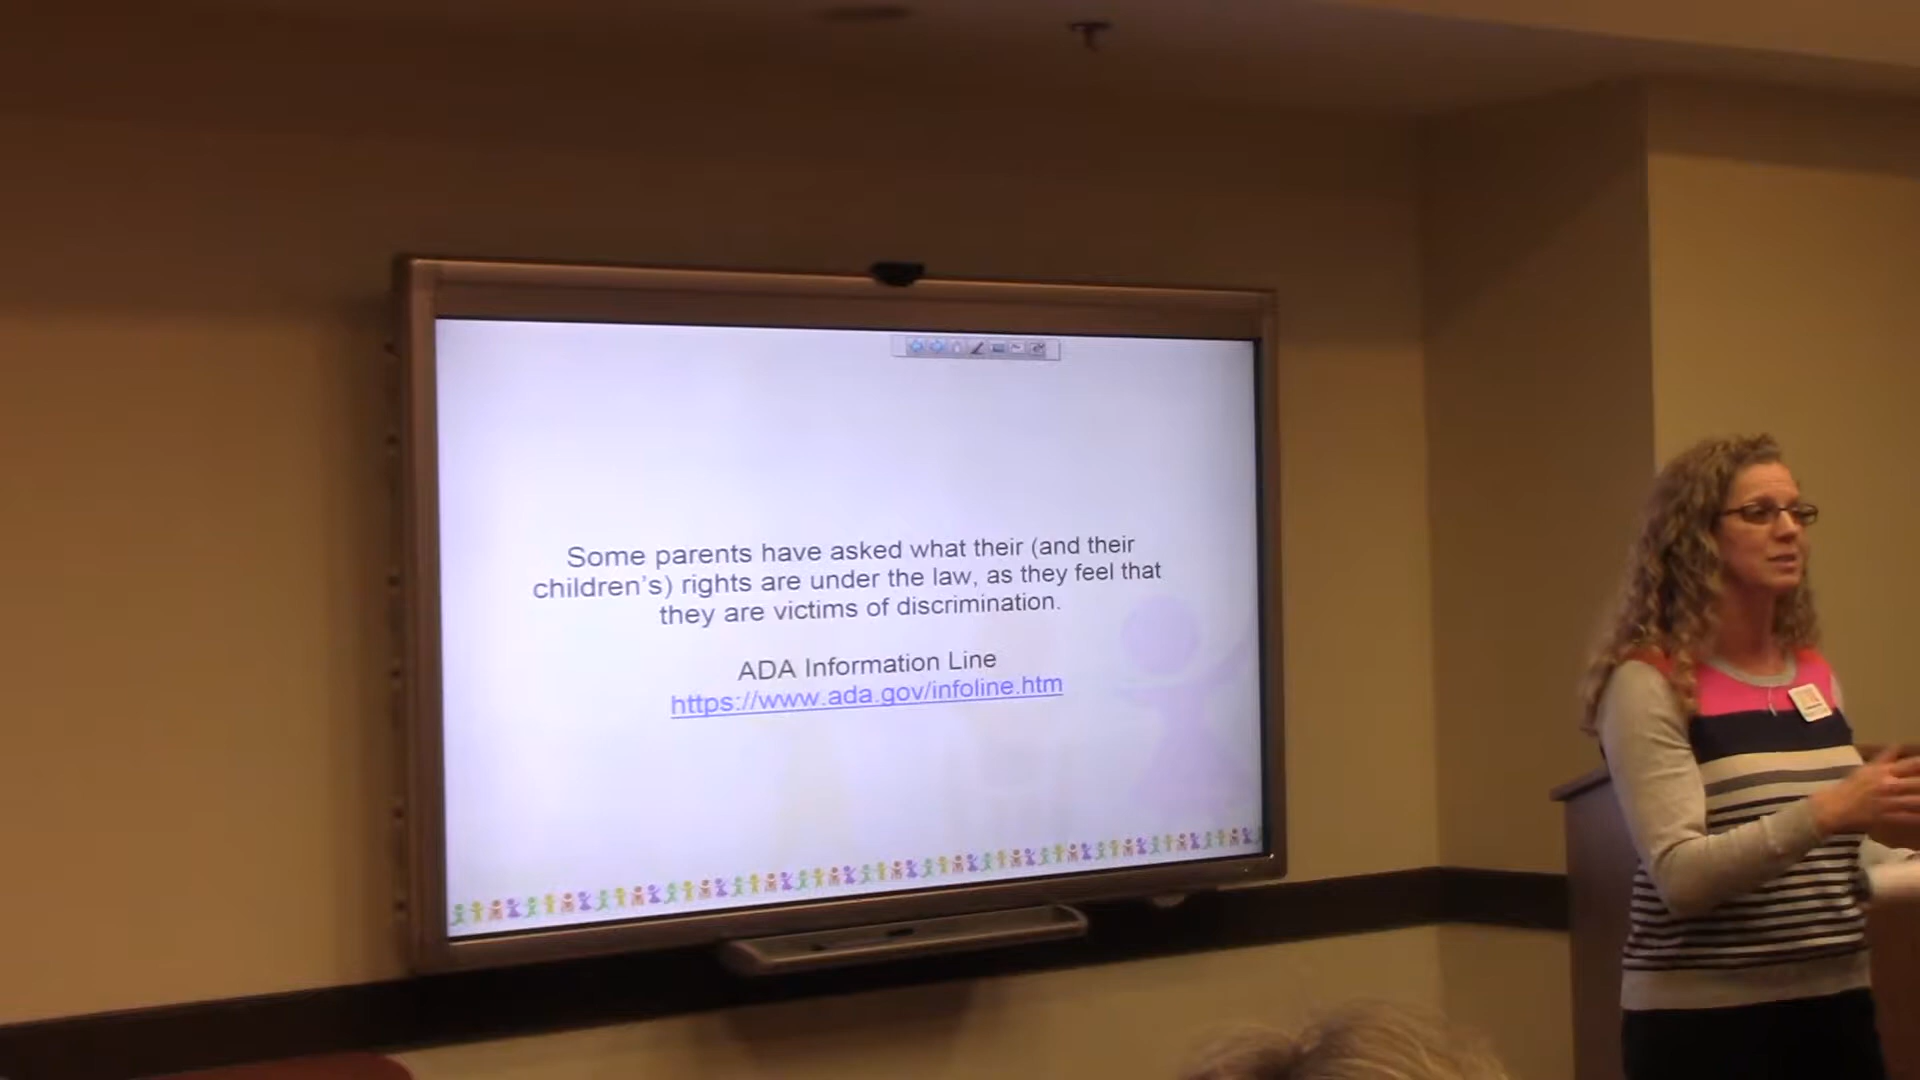 Some parents have asked what their (and their
children's) rights are under the law, as they feel that
they are victims of discrimination.
ADA Information Line
https://www.ada.gov/infoline.htm